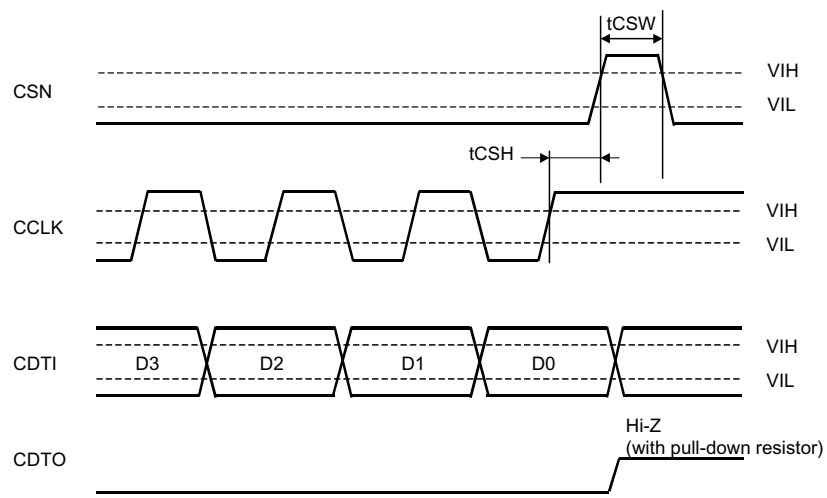 tCSW
CSN
VIH
VIL
tCSH
CCLK
VIH
VIL
CDTI
D3
D2
D1
D0
VIH
VIL
CDTO
Hi-Z
(with pull-down resistor)